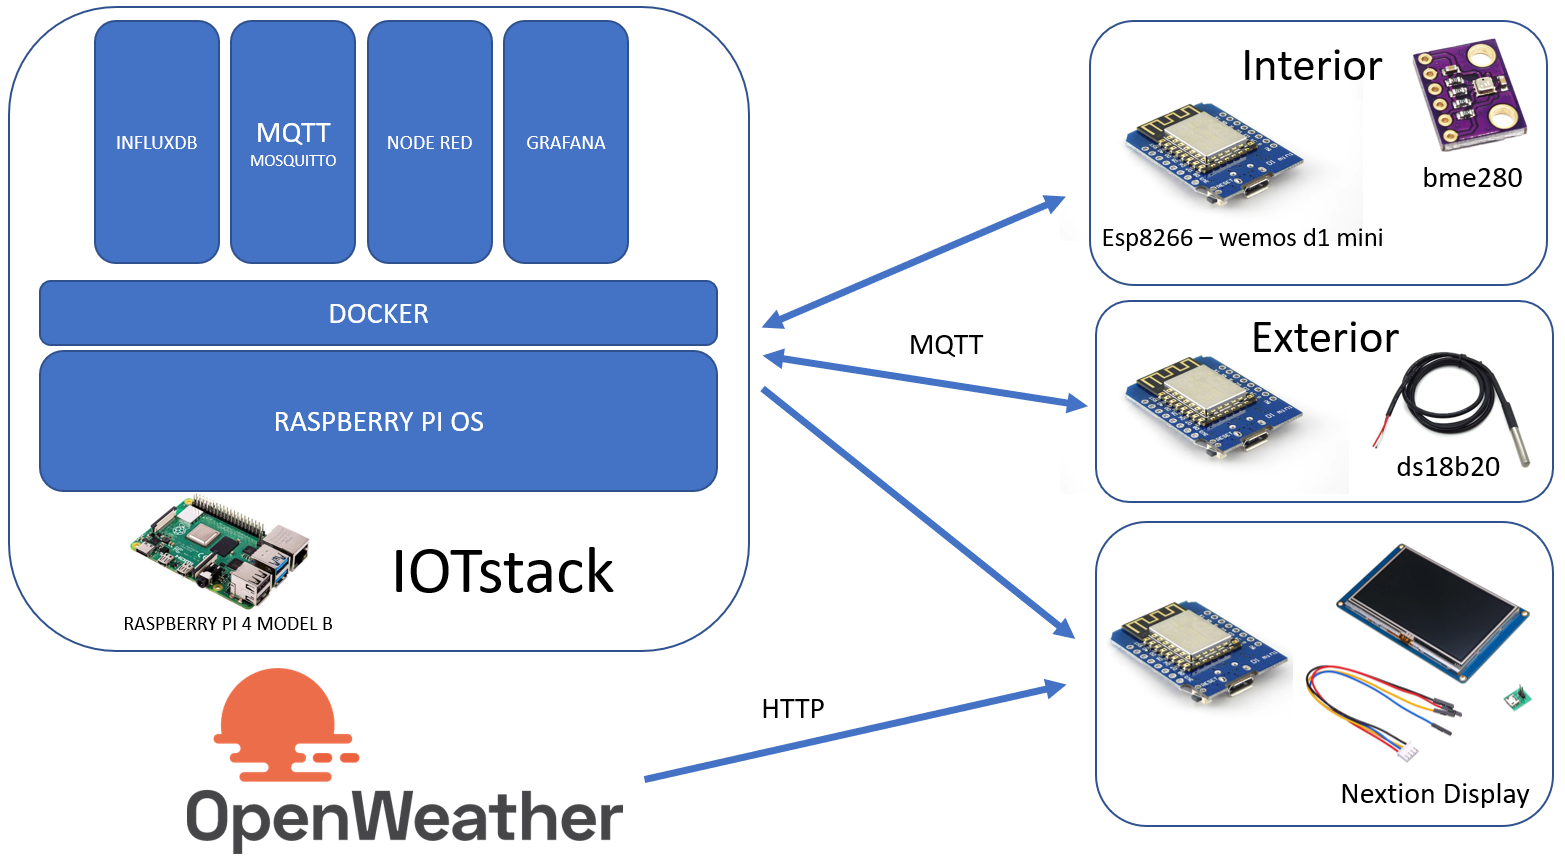 INFLUXDB
MQTT
MOSQUITTO
NODE RED
GRAFANA
DOCKER
RASPBERRY PI OS
RASPBERRY PI 4 MODEL B
IOTstack
OpenWeather
MQTT
HTTP
Interior
bme280
Esp8266 – wemos d1 mini
Exterior
ds18b20
Nextion Display